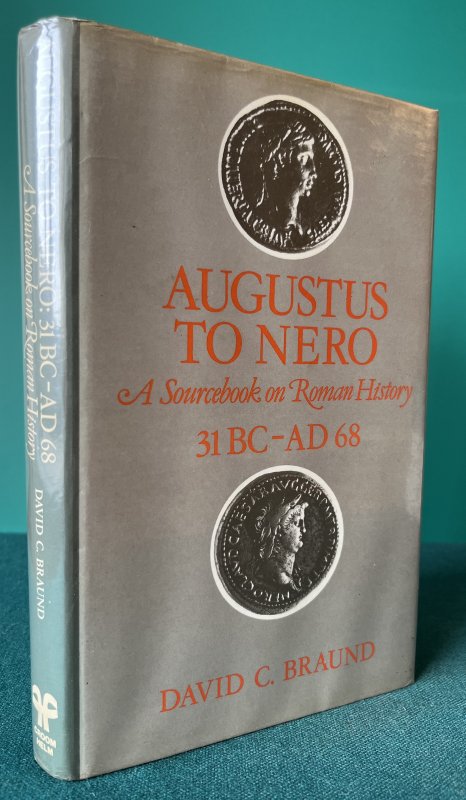 AUGUSTUS TO NERO: 31 BC–AD 68
A Sourcebook on Roman History
DAVID C. BRAUND
CROOM
HELM
AUGUSTUS
TO NERO
A Sourcebook on Roman History
31 BC–AD 68
DAVID C. BRAUND